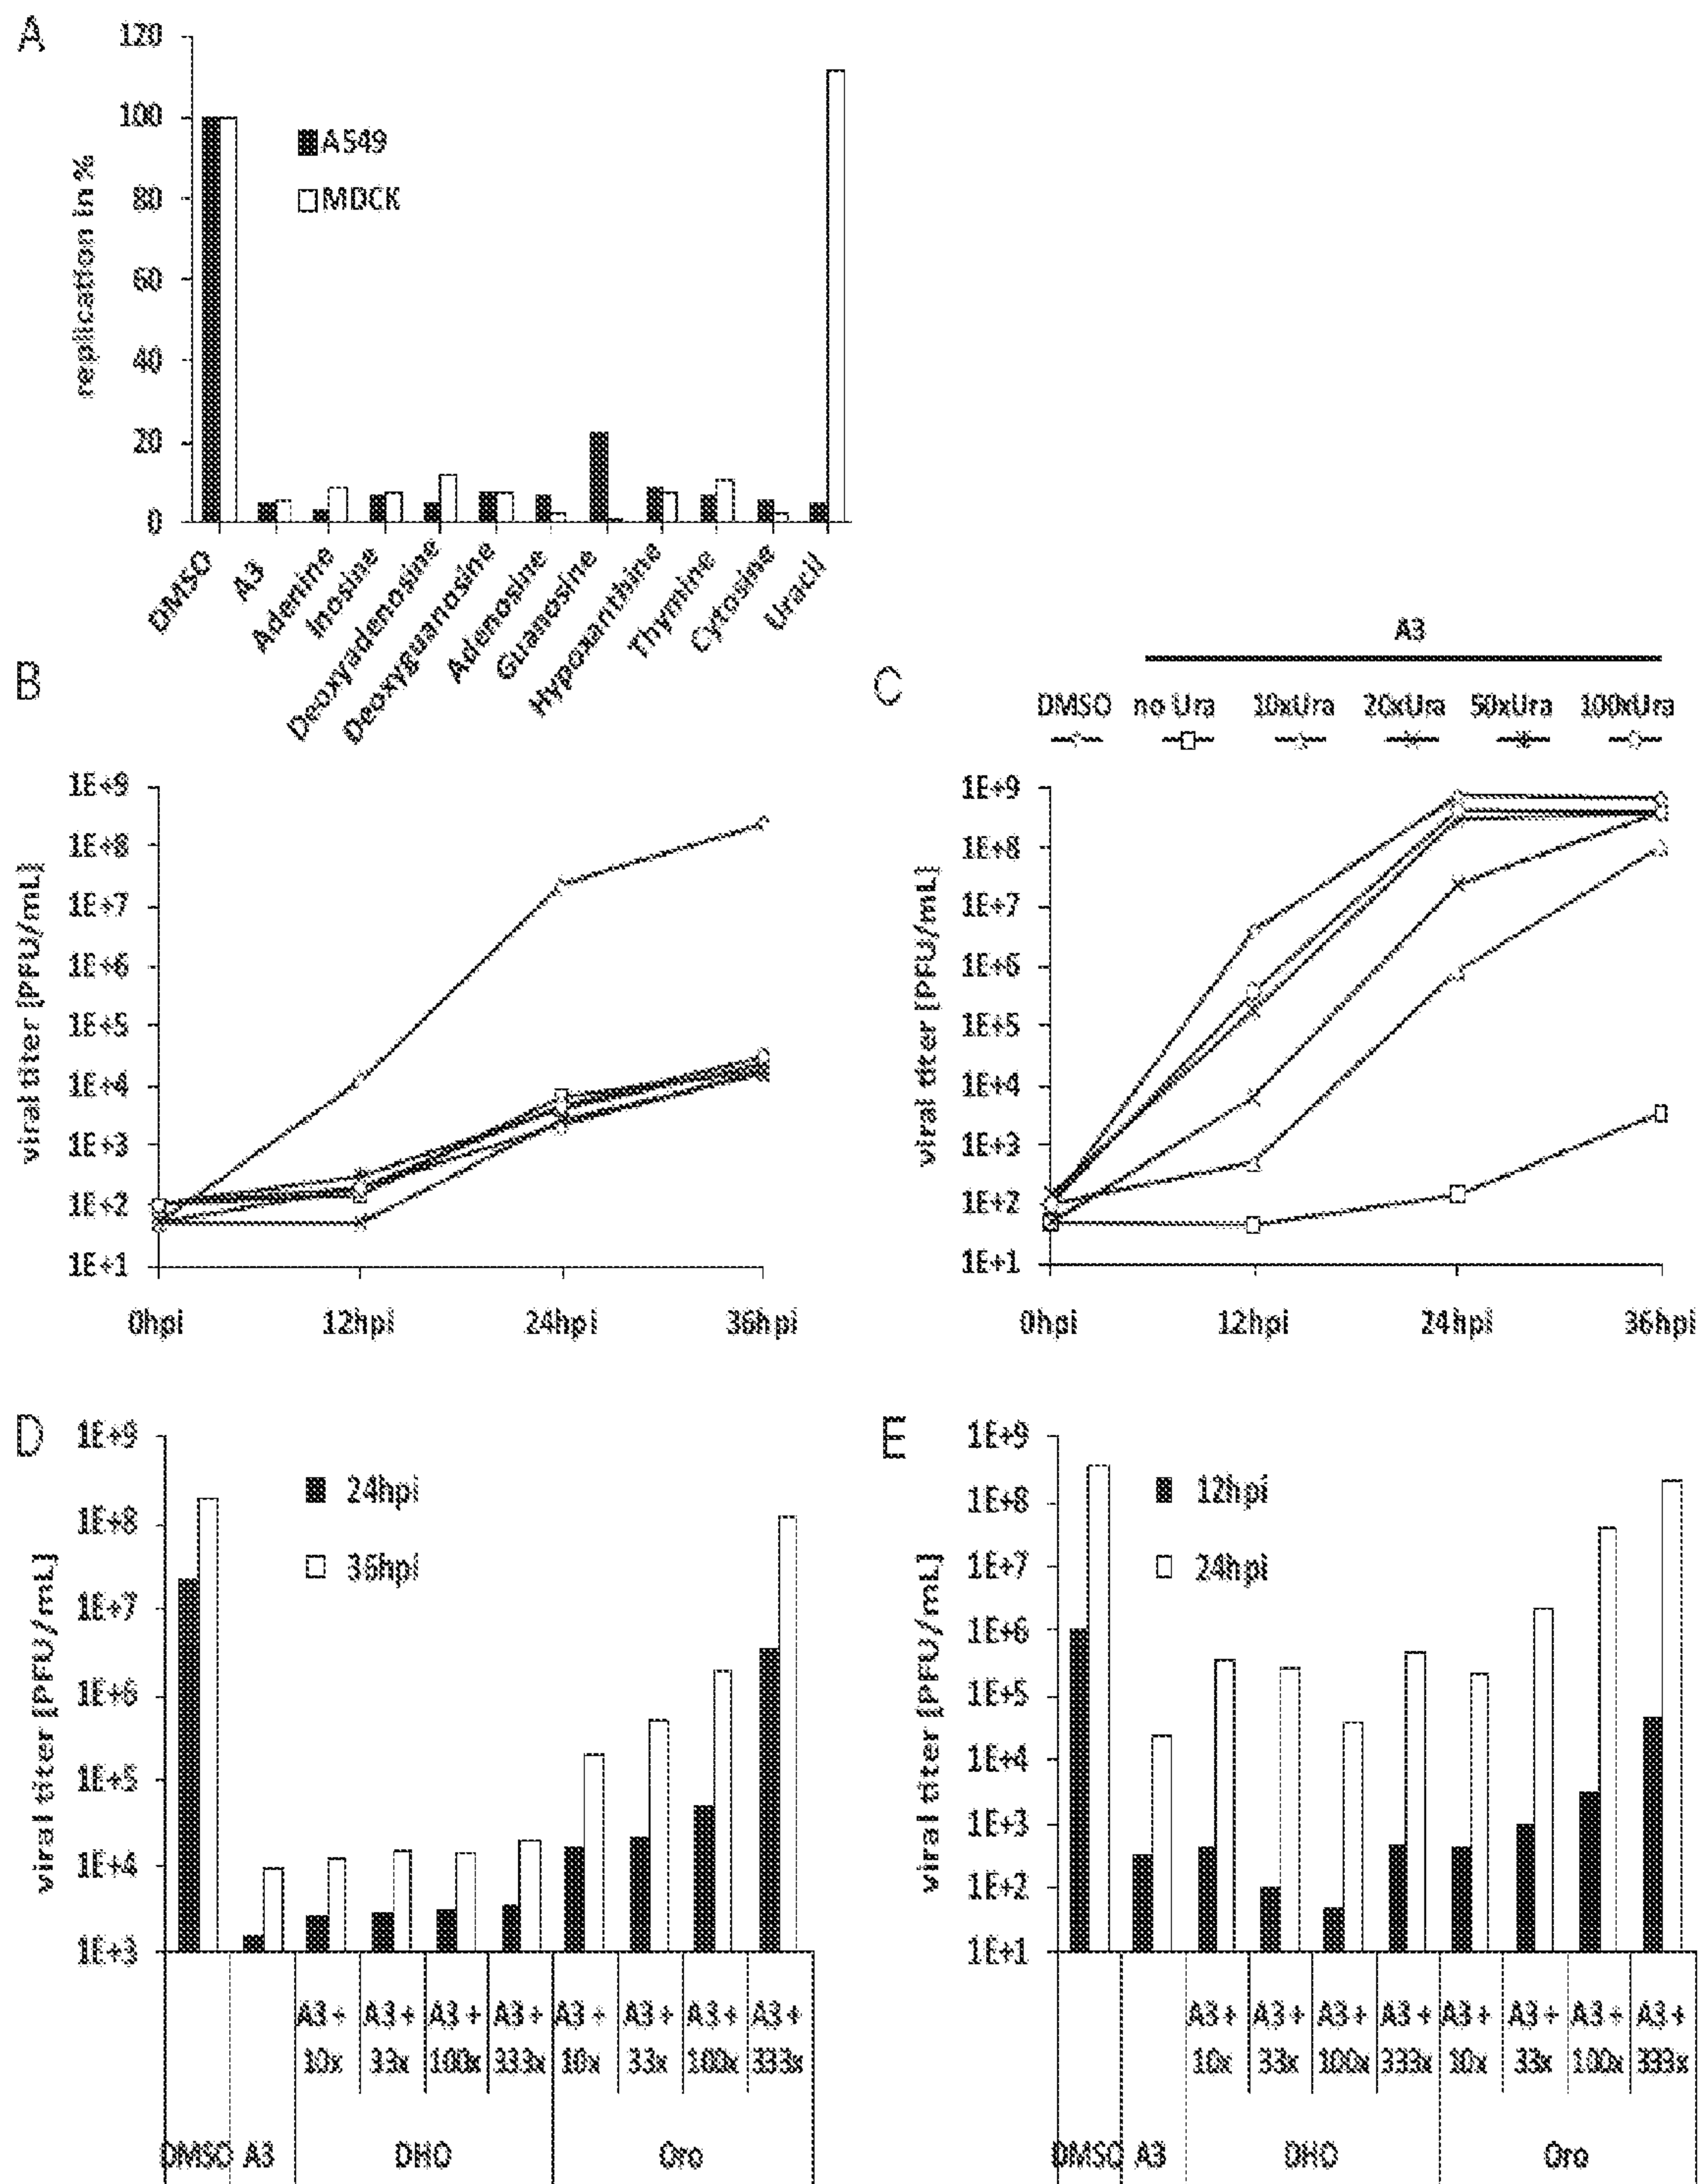 A
120
100
80
60
40
20
0
replication in %
A549
MDCK
DMSO
A3
Adenine
Inosine
Deoxyadenosine
Deoxyguanosine
Adenosine
Guanosine
Hypoxanthine
Thymine
Cytosine
Uracil
B
1E+9
1E+8
1E+7
1E+6
1E+5
1E+4
1E+3
1E+2
1E+1
viral titer [PFU/mL]
0hpi 12hpi 24hpi 36hpi
C
A3
DMSO no Ura 10xUra 20xUra 50xUra 100xUra
1E+9
1E+8
1E+7
1E+6
1E+5
1E+4
1E+3
1E+2
1E+1
viral titer [PFU/mL]
0hpi 12hpi 24hpi 36hpi
D
1E+9
1E+8
1E+7
1E+6
1E+5
1E+4
1E+3
viral titer [PFU/mL]
24hpi
36hpi
A3 + A3 + A3 + A3 + A3 + A3 + A3 + A3 +
10x 33x 100x 333x 10x 33x 100x 333x
DMSO A3 DHO Oro
E
1E+9
1E+8
1E+7
1E+6
1E+5
1E+4
1E+3
1E+2
1E+1
viral titer [PFU/mL]
12hpi
24hpi
A3 + A3 + A3 + A3 + A3 + A3 + A3 + A3 +
10x 33x 100x 333x 10x 33x 100x 333x
DMSO A3 DHO Oro